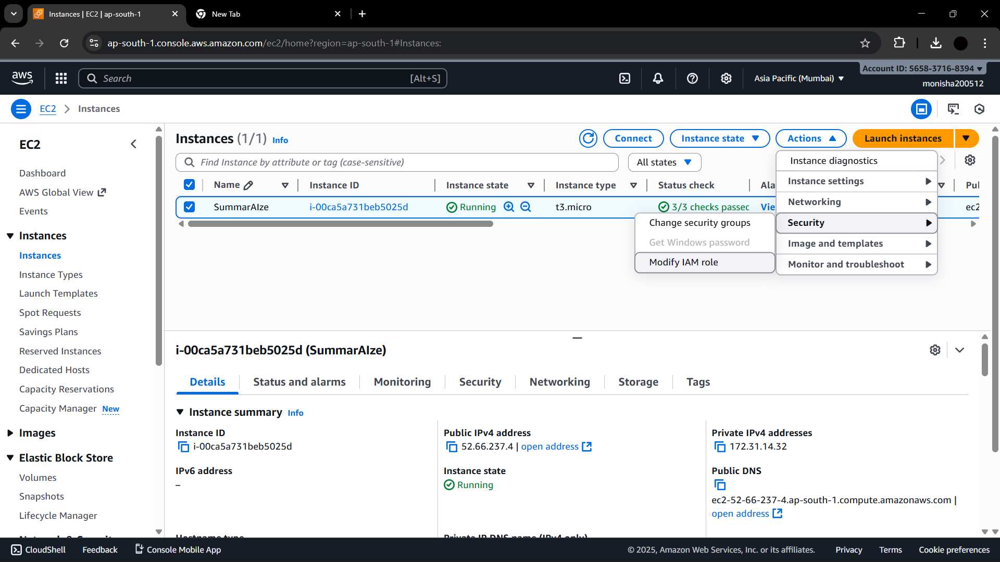 Instances | EC2 | ap-south-1
New Tab
ap-south-1.console.aws.amazon.com/ec2/home?region=ap-south-1#Instances:
aws
Search
[Alt+S]
Asia Pacific (Mumbai)
Account ID: 5658-3716-8394
monisha200512
EC2
Instances
EC2
Dashboard
AWS Global View
Events
Instances
Instances
Instance Types
Launch Templates
Spot Requests
Savings Plans
Reserved Instances
Dedicated Hosts
Capacity Reservations
Capacity Manager New
Images
Elastic Block Store
Volumes
Snapshots
Lifecycle Manager
Instances (1/1) Info
Connect
Instance state
Actions
Launch instances
Find Instance by attribute or tag (case-sensitive)
All states
Name
Instance ID
Instance state
Instance type
Status check
Ala
Pul
SummarAIze
i-00ca5a731beb5025d
Running
t3.micro
3/3 checks passec
Vie
ec2
Instance diagnostics
Instance settings
Networking
Security
Image and templates
Monitor and troubleshoot
Change security groups
Get Windows password
Modify IAM role
i-00ca5a731beb5025d (SummarAIze)
Details
Status and alarms
Monitoring
Security
Networking
Storage
Tags
Instance summary Info
Instance ID
i-00ca5a731beb5025d
Public IPv4 address
52.66.237.4 | open address
Private IPv4 addresses
172.31.14.32
IPv6 address
–
Instance state
Running
Public DNS
ec2-52-66-237-4.ap-south-1.compute.amazonaws.com |
open address
Hostname type
Private IP DNS name (IPv4 only)
CloudShell
Feedback
Console Mobile App
© 2025, Amazon Web Services, Inc. or its affiliates.
Privacy
Terms
Cookie preferences